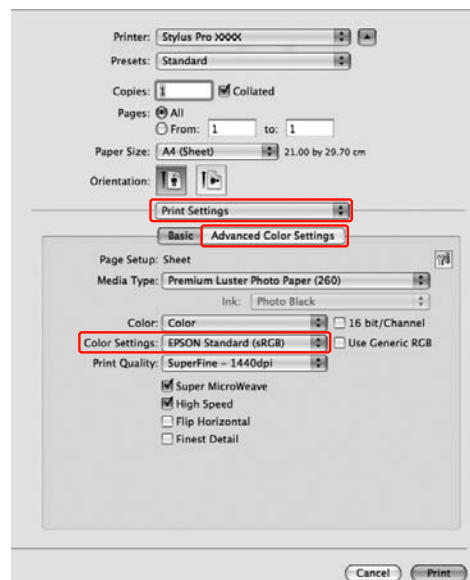 Printer: Stylus Pro XXXX
Presets: Standard
Copies: 1 Collated
Pages: All
From: 1 to: 1
Paper Size: A4 (Sheet) 21.00 by 29.70 cm
Orientation:
Print Settings
Basic Advanced Color Settings
Page Setup: Sheet
Media Type: Premium Luster Photo Paper (260)
Ink: Photo Black
Color: Color 16 bit/Channel
Color Settings: EPSON Standard (sRGB) Use Generic RGB
Print Quality: SuperFine - 1440dpi
Super MicroWeave
High Speed
Flip Horizontal
Finest Detail
Cancel Print